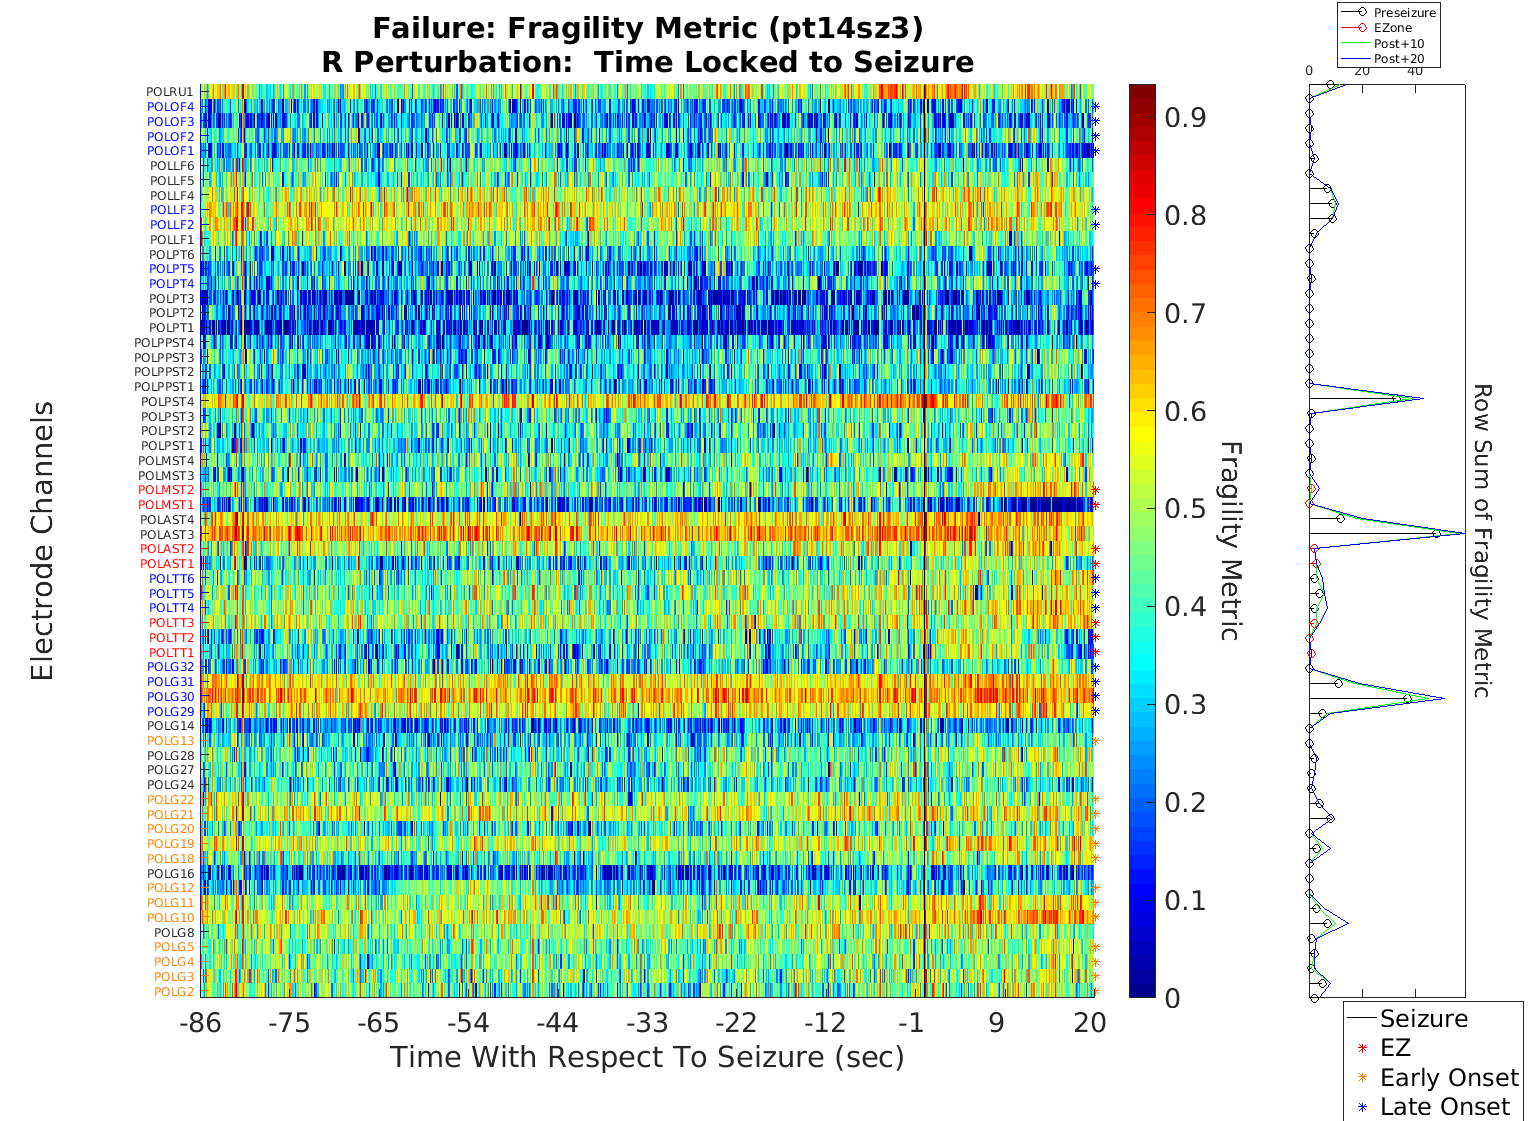 Failure: Fragility Metric (pt14sz3)
R Perturbation:  Time Locked to Seizure
Electrode Channels
POLRU1
POLOF4
POLOF3
POLOF2
POLOF1
POLLF6
POLLF5
POLLF4
POLLF3
POLLF2
POLLF1
POLPT6
POLPT5
POLPT4
POLPT3
POLPT2
POLPT1
POLPPST4
POLPPST3
POLPPST2
POLPPST1
POLPST4
POLPST3
POLPST2
POLPST1
POLMST4
POLMST3
POLMST2
POLMST1
POLAST4
POLAST3
POLAST2
POLAST1
POLTT6
POLTT5
POLTT4
POLTT3
POLTT2
POLTT1
POLG32
POLG31
POLG30
POLG29
POLG14
POLG13
POLG28
POLG27
POLG24
POLG22
POLG21
POLG20
POLG19
POLG18
POLG16
POLG12
POLG11
POLG10
POLG8
POLG5
POLG4
POLG3
POLG2
-86 -75 -65 -54 -44 -33 -22 -12 -1 9 20
Time With Respect To Seizure (sec)
0.9
0.8
0.7
0.6
0.5
0.4
0.3
0.2
0.1
0
Fragility Metric
Preseizure
EZone
Post+10
Post+20
0 20 40
Row Sum of Fragility Metric
Seizure
EZ
Early Onset
Late Onset